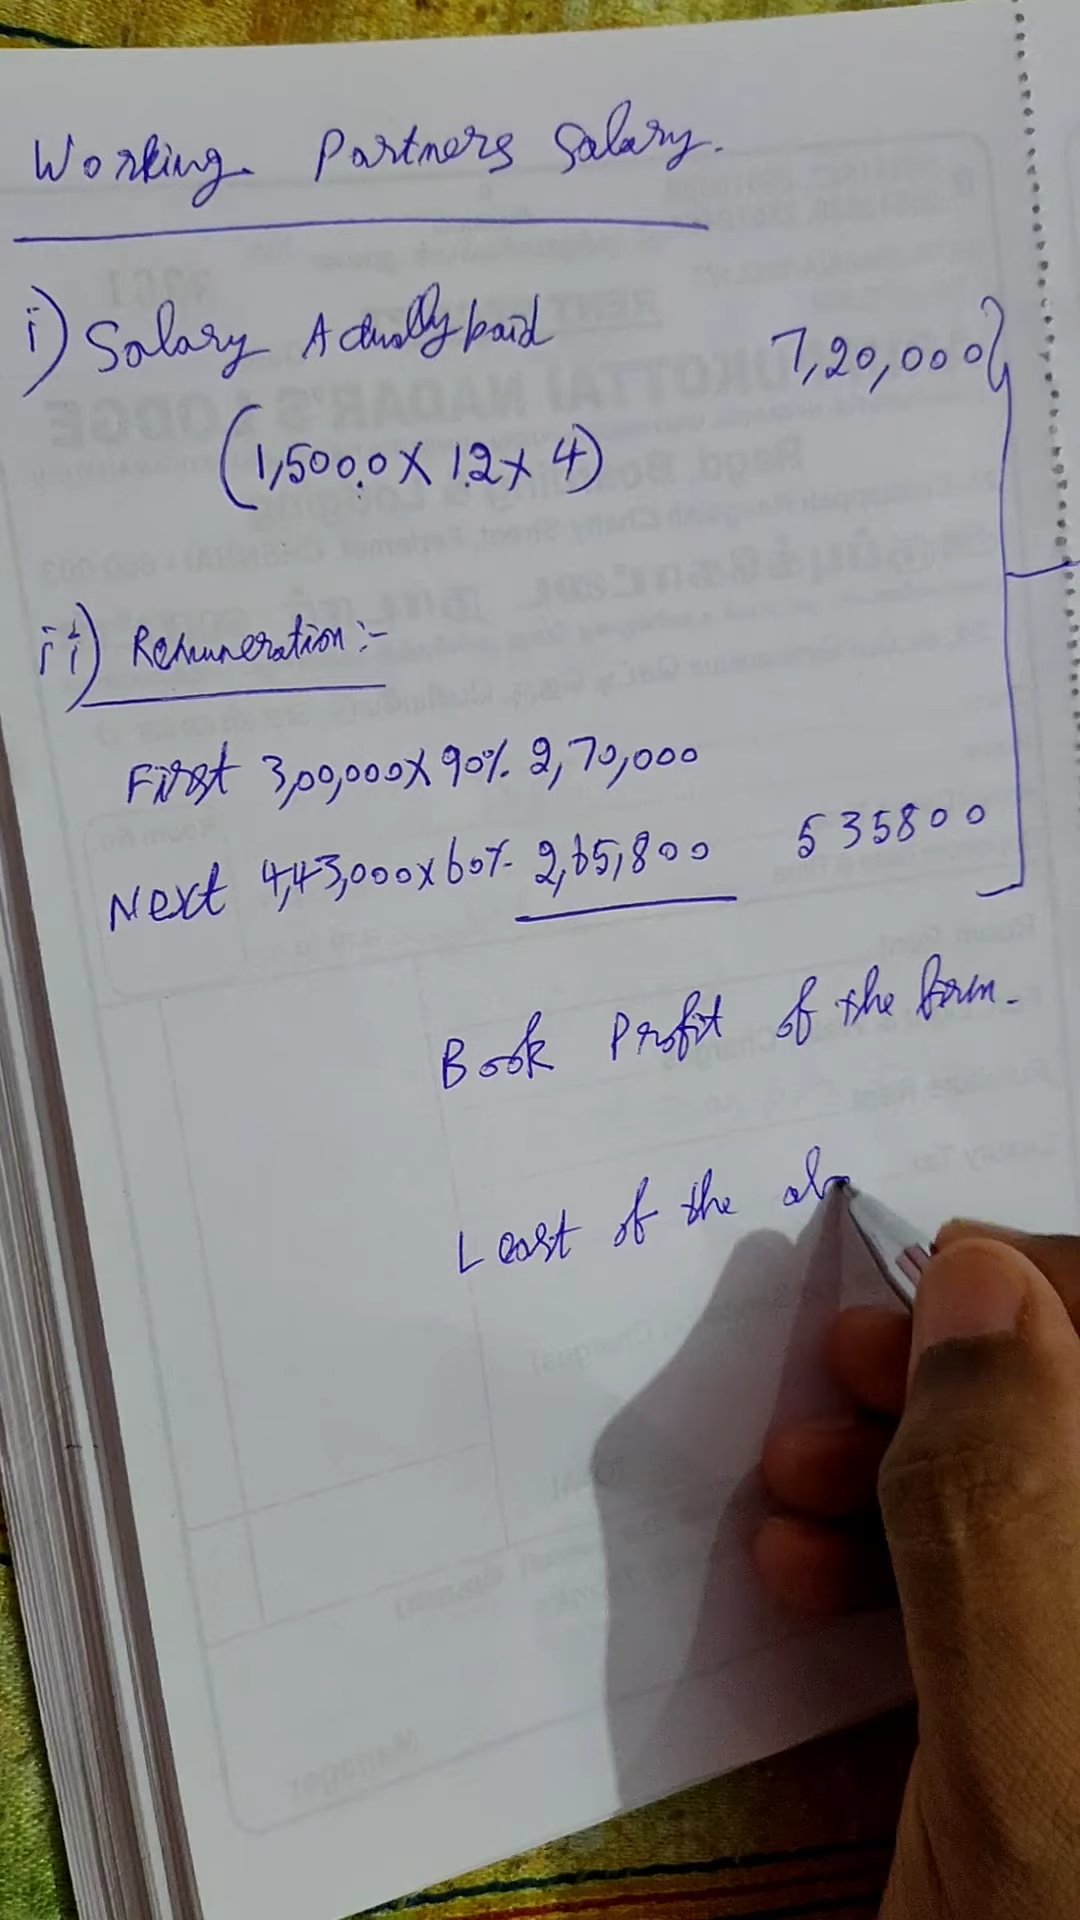 Working Partners Salary.
i) Salary Actually paid 7,20,000
(1,5000 x 12 x 4)
ii) Remuneration :-
First 3,00,000 x 90% 2,70,000
Next 4,43,000 x 60% 2,65,800 535800
Book Profit of the firm.
Least of the ab